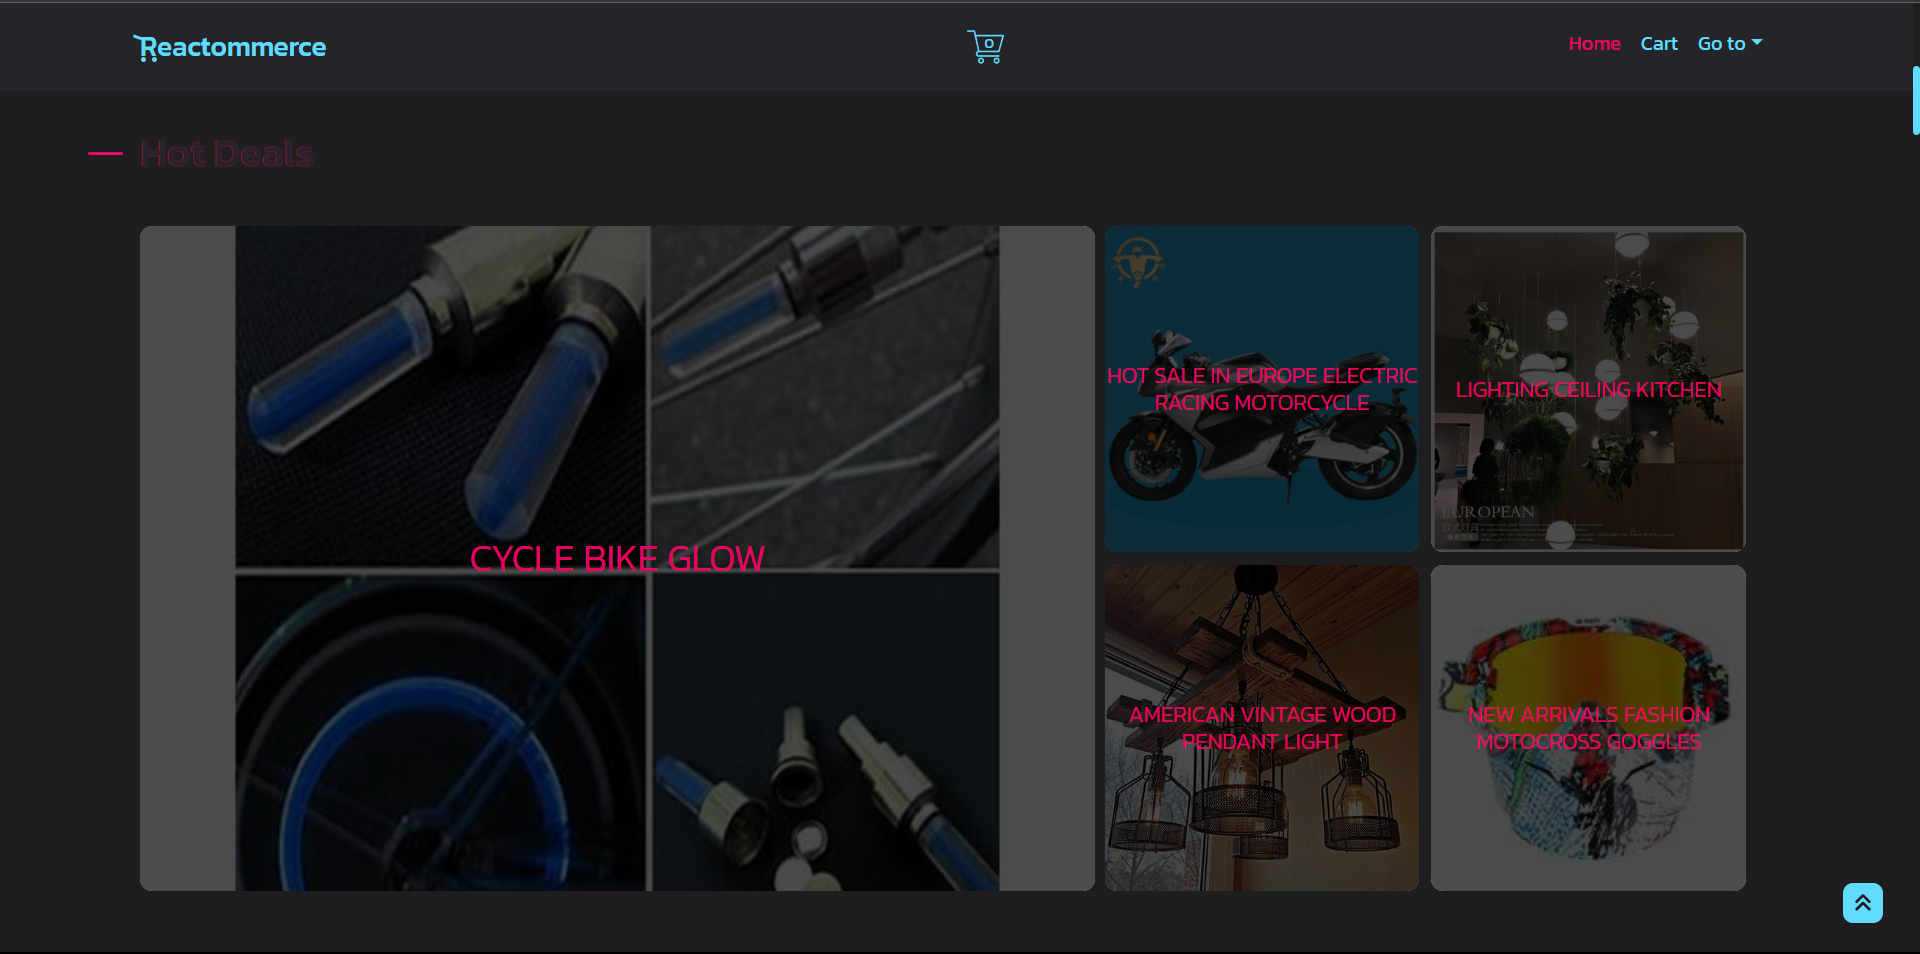 Reactommerce
0
Home
Cart
Go to
Hot Deals
CYCLE BIKE GLOW
HOT SALE IN EUROPE ELECTRIC
RACING MOTORCYCLE
LIGHTING CEILING KITCHEN
EUROPEAN
AMERICAN VINTAGE WOOD
PENDANT LIGHT
NEW ARRIVALS FASHION
MOTOCROSS GOGGLES